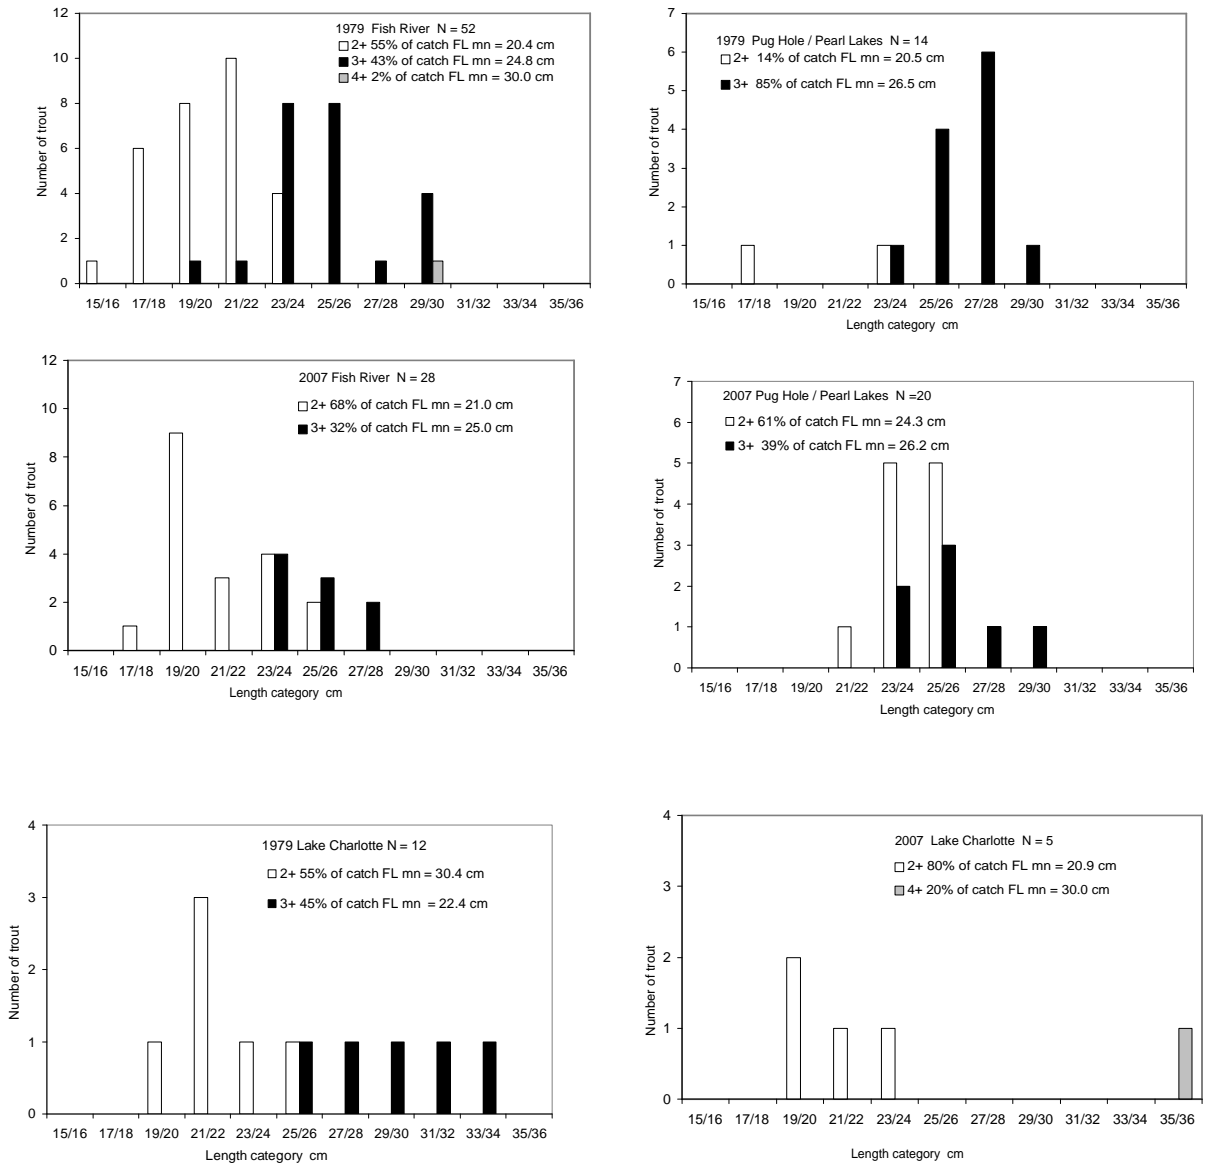 1979 Fish River N = 52
2+ 55% of catch FL mn = 20.4 cm
3+ 43% of catch FL mn = 24.8 cm
4+ 2% of catch FL mn = 30.0 cm
Number of trout
12
10
8
6
4
2
0
15/16 17/18 19/20 21/22 23/24 25/26 27/28 29/30 31/32 33/34 35/36
1979 Pug Hole / Pearl Lakes N = 14
2+ 14% of catch FL mn = 20.5 cm
3+ 85% of catch FL mn = 26.5 cm
Number of trout
7
6
5
4
3
2
1
0
15/16 17/18 19/20 21/22 23/24 25/26 27/28 29/30 31/32 33/34 35/36
Length category cm
2007 Fish River N = 28
2+ 68% of catch FL mn = 21.0 cm
3+ 32% of catch FL mn = 25.0 cm
Number of trout
12
10
8
6
4
2
0
15/16 17/18 19/20 21/22 23/24 25/26 27/28 29/30 31/32 33/34 35/36
Length category cm
2007 Pug Hole / Pearl Lakes N =20
2+ 61% of catch FL mn = 24.3 cm
3+ 39% of catch FL mn = 26.2 cm
Number of trout
7
6
5
4
3
2
1
0
15/16 17/18 19/20 21/22 23/24 25/26 27/28 29/30 31/32 33/34 35/36
Length category cm
1979 Lake Charlotte N = 12
2+ 55% of catch FL mn = 30.4 cm
3+ 45% of catch FL mn = 22.4 cm
Number of trout
4
3
2
1
0
15/16 17/18 19/20 21/22 23/24 25/26 27/28 29/30 31/32 33/34 35/36
Length category cm
2007 Lake Charlotte N = 5
2+ 80% of catch FL mn = 20.9 cm
4+ 20% of catch FL mn = 30.0 cm
Number of trout
4
3
2
1
0
15/16 17/18 19/20 21/22 23/24 25/26 27/28 29/30 31/32 33/34 35/36
Length category cm